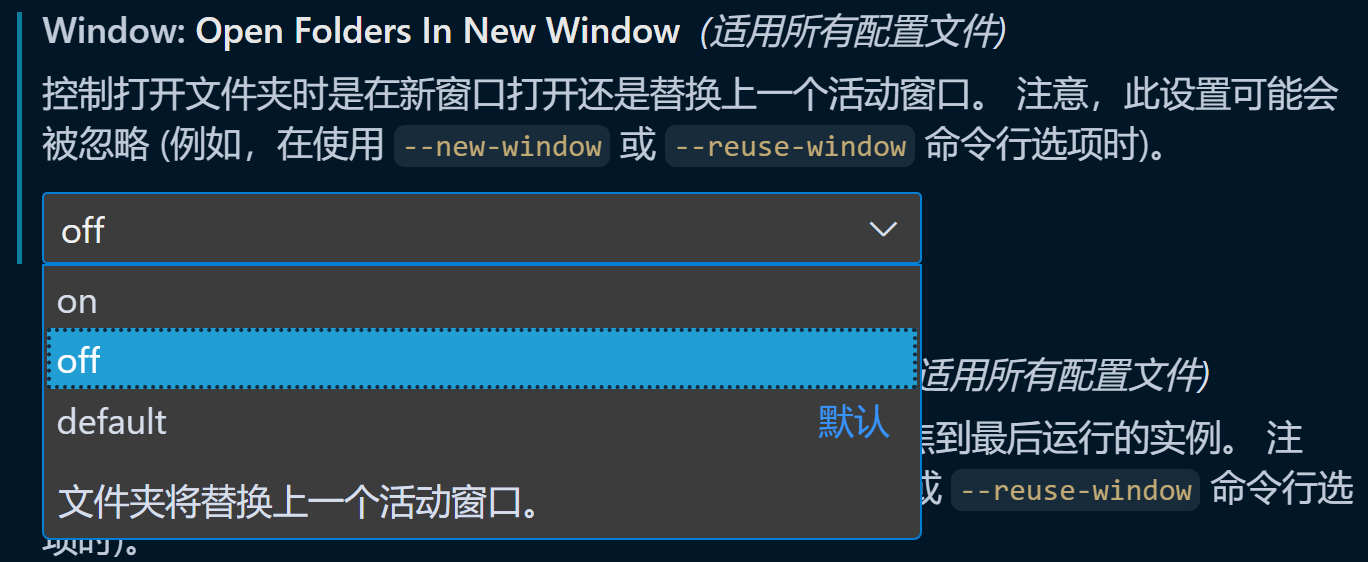 Window: Open Folders In New Window (适用所有配置文件)
控制打开文件夹时是在新窗口打开还是替换上一个活动窗口。 注意，此设置可能会
被忽略 (例如，在使用 --new-window 或 --reuse-window 命令行选项时)。
off
on
off
适用所有配置文件)
default 默认
到最后运行的实例。 注
--reuse-window 命令行选
文件夹将替换上一个活动窗口。
项时)。